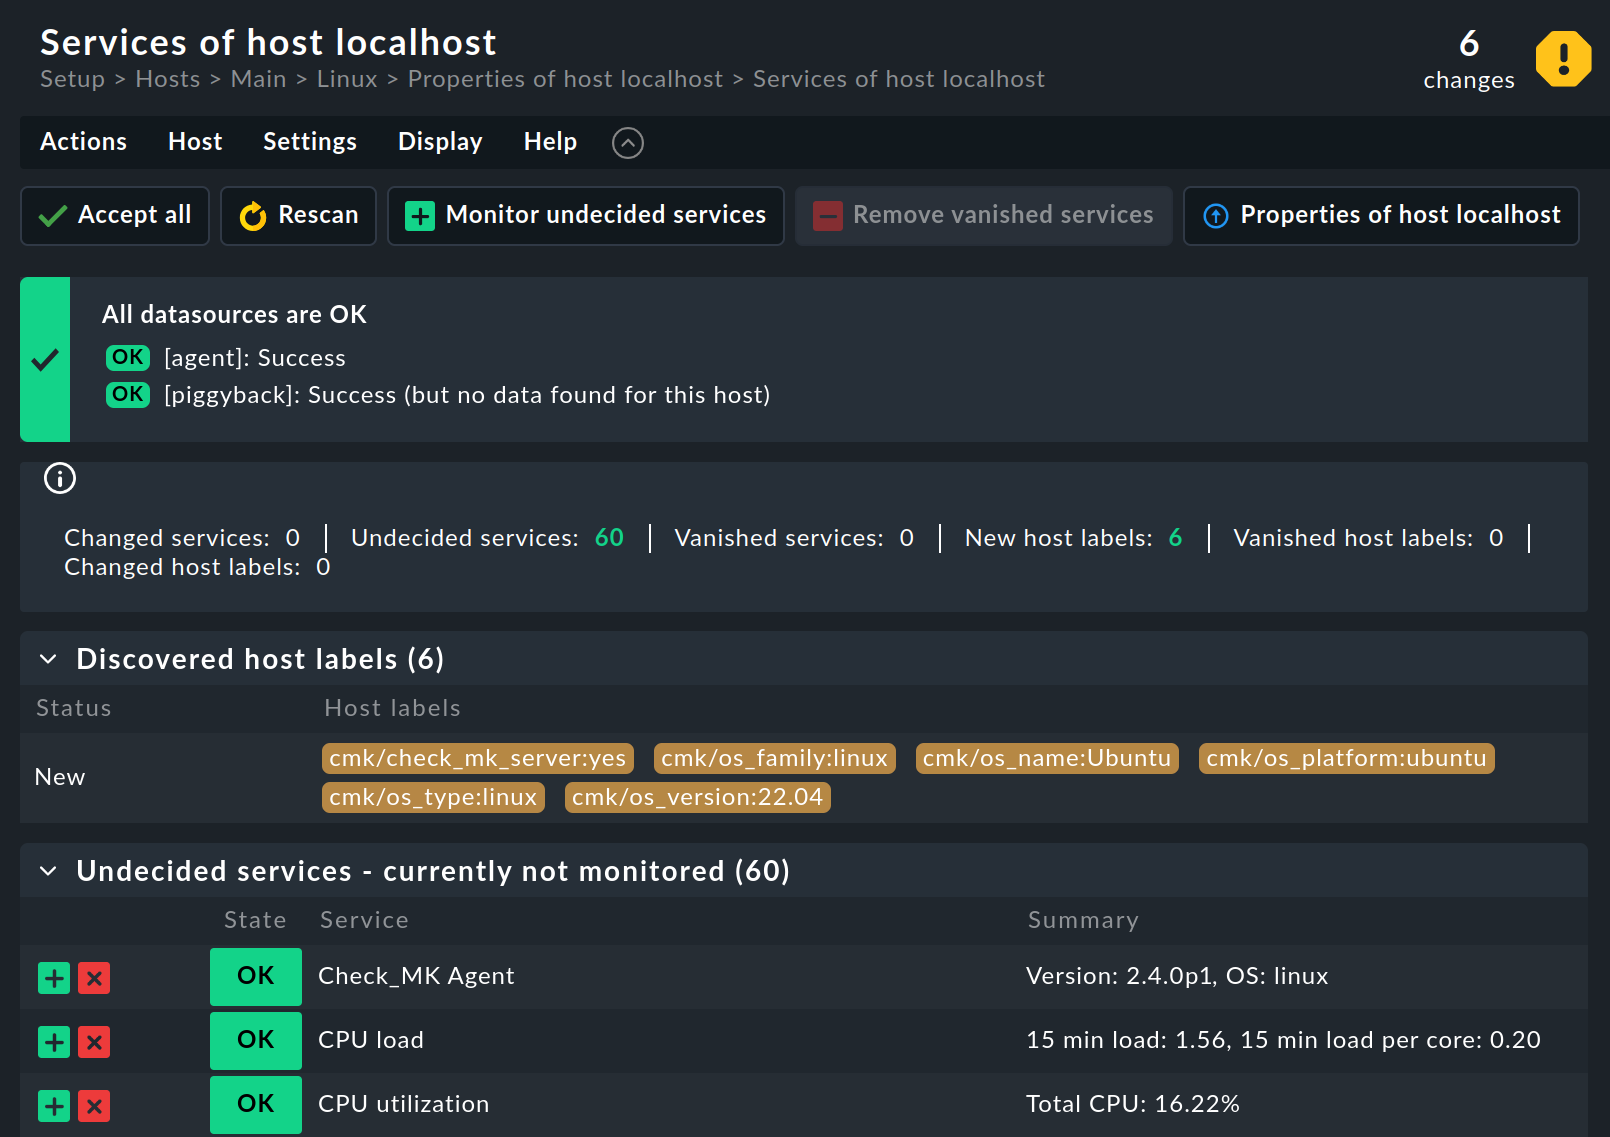 Services of host localhost
6
Setup > Hosts > Main > Linux > Properties of host localhost > Services of host localhost
changes
Actions Host Settings Display Help
Accept all Rescan Monitor undecided services Remove vanished services Properties of host localhost
All datasources are OK
OK [agent]: Success
OK [piggyback]: Success (but no data found for this host)
Changed services: 0 | Undecided services: 60 | Vanished services: 0 | New host labels: 6 | Vanished host labels: 0 |
Changed host labels: 0
Discovered host labels (6)
Status Host labels
New cmk/check_mk_server:yes cmk/os_family:linux cmk/os_name:Ubuntu cmk/os_platform:ubuntu
cmk/os_type:linux cmk/os_version:22.04
Undecided services - currently not monitored (60)
State Service Summary
OK Check_MK Agent Version: 2.4.0p1, OS: linux
OK CPU load 15 min load: 1.56, 15 min load per core: 0.20
OK CPU utilization Total CPU: 16.22%